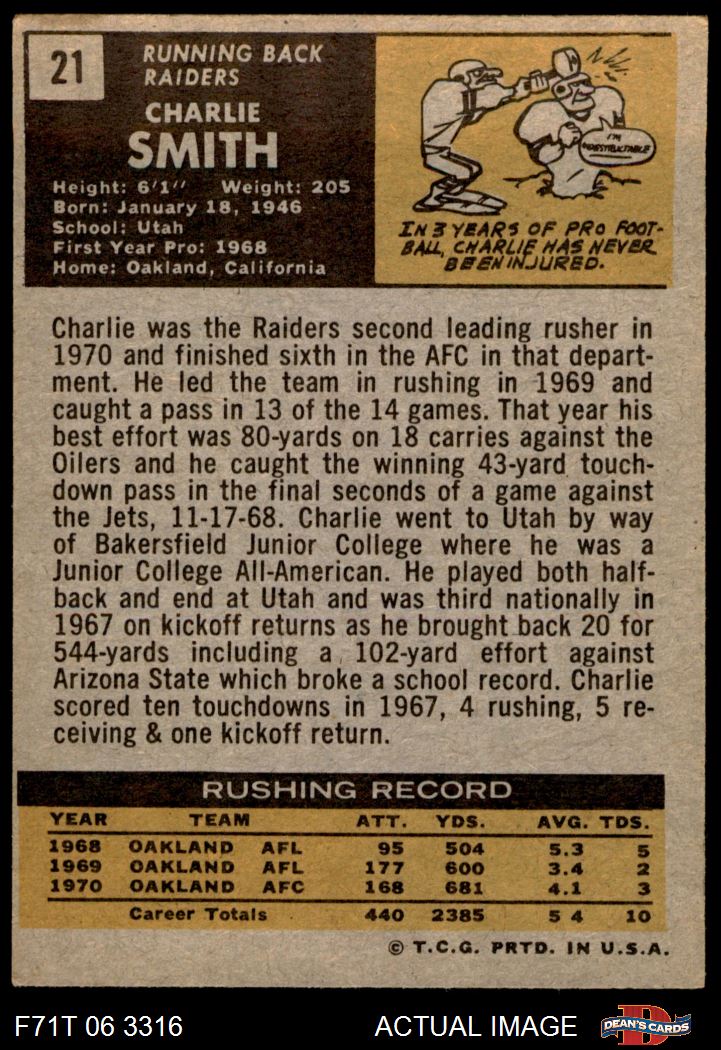 21
RUNNING BACK
RAIDERS
CHARLIE
SMITH
Height: 6'1" Weight: 205
Born: January 18, 1946
School: Utah
First Year Pro: 1968
Home: Oakland, California
I'M
INDESTRUCTABLE
IN 3 YEARS OF PRO FOOT-
BALL, CHARLIE HAS NEVER
BEEN INJURED.
Charlie was the Raiders second leading rusher in
1970 and finished sixth in the AFC in that depart-
ment. He led the team in rushing in 1969 and
caught a pass in 13 of the 14 games. That year his
best effort was 80-yards on 18 carries against the
Oilers and he caught the winning 43-yard touch-
down pass in the final seconds of a game against
the Jets, 11-17-68. Charlie went to Utah by way
of Bakersfield Junior College where he was a
Junior College All-American. He played both half-
back and end at Utah and was third nationally in
1967 on kickoff returns as he brought back 20 for
544-yards including a 102-yard effort against
Arizona State which broke a school record. Charlie
scored ten touchdowns in 1967, 4 rushing, 5 re-
ceiving & one kickoff return.
RUSHING RECORD
YEAR TEAM ATT. YDS. AVG. TDS.
1968 OAKLAND AFL 95 504 5.3 5
1969 OAKLAND AFL 177 600 3.4 2
1970 OAKLAND AFC 168 681 4.1 3
Career Totals 440 2385 5 4 10
© T.C.G. PRTD. IN U.S.A.
F71T 06 3316 ACTUAL IMAGE
D
DEAN'S CARDS